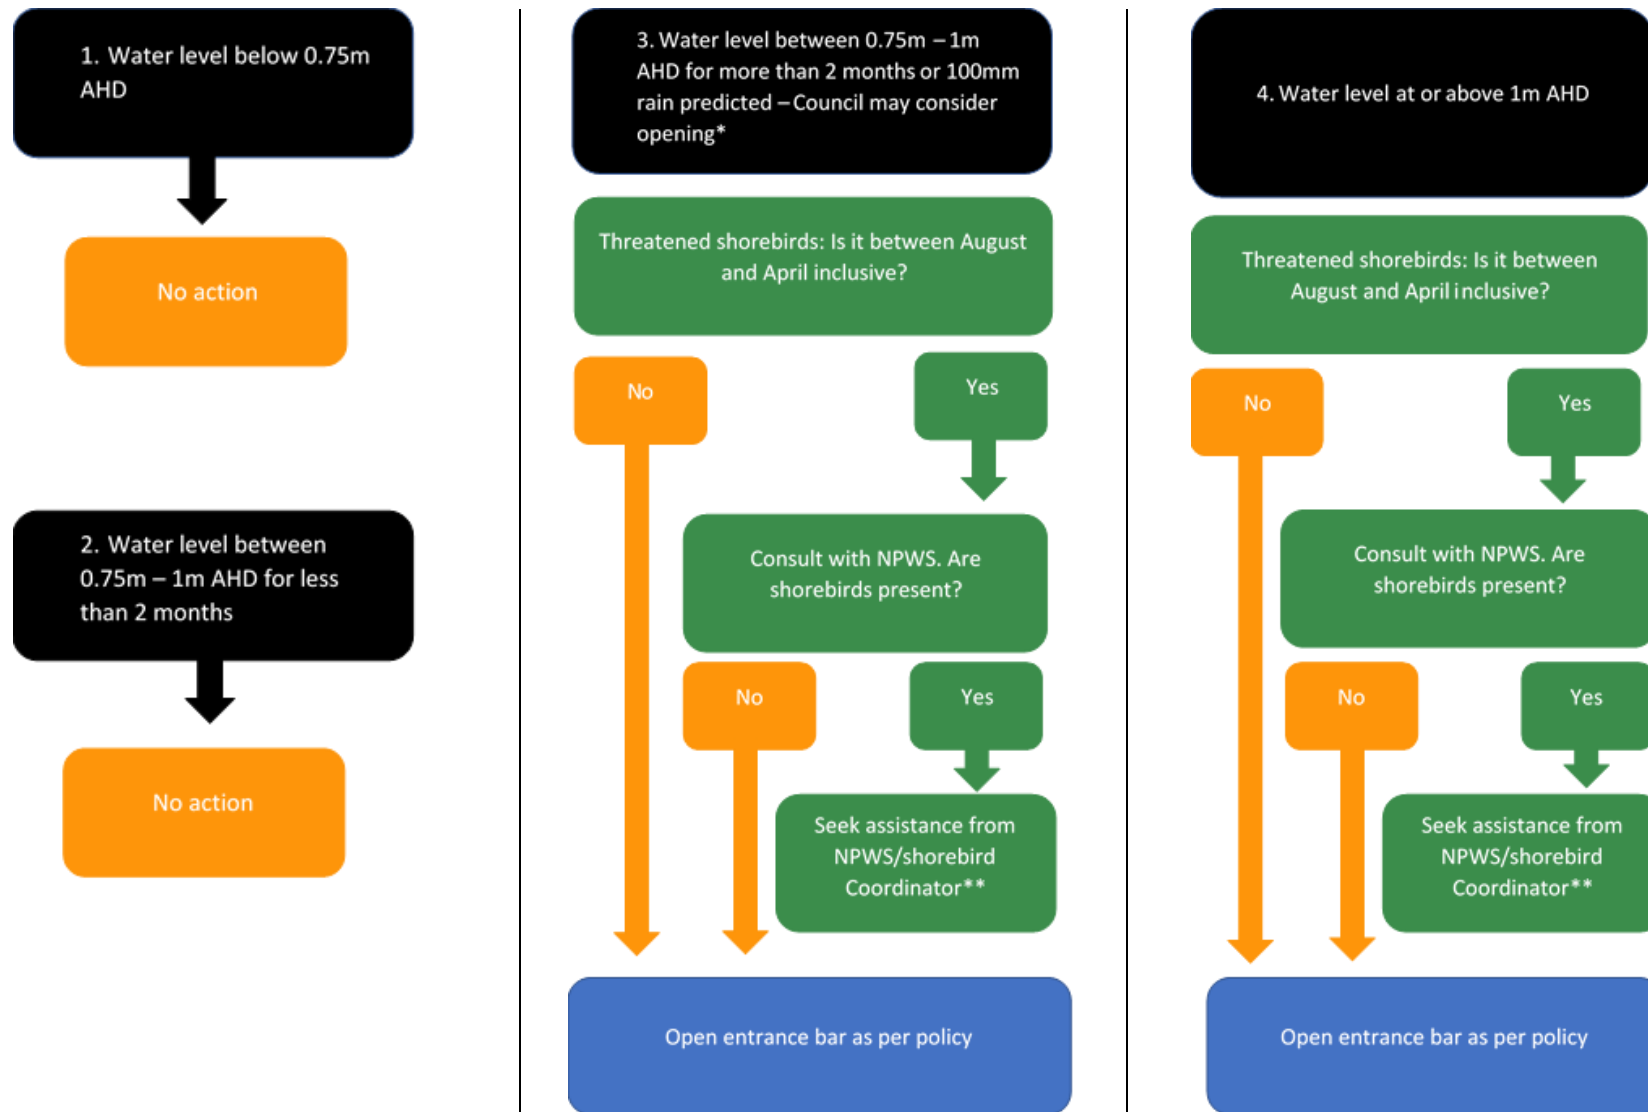 1. Water level below 0.75m
AHD
No action
2. Water level between
0.75m – 1m AHD for less
than 2 months
No action
3. Water level between 0.75m – 1m
AHD for more than 2 months or 100mm
rain predicted – Council may consider
opening*
Threatened shorebirds: Is it between August
and April inclusive?
No
Yes
Consult with NPWS. Are
shorebirds present?
No
Yes
Seek assistance from
NPWS/shorebird
Coordinator**
Open entrance bar as per policy
4. Water level at or above 1m AHD
Threatened shorebirds: Is it between
August and April inclusive?
No
Yes
Consult with NPWS. Are
shorebirds present?
No
Yes
Seek assistance from
NPWS/shorebird
Coordinator**
Open entrance bar as per policy